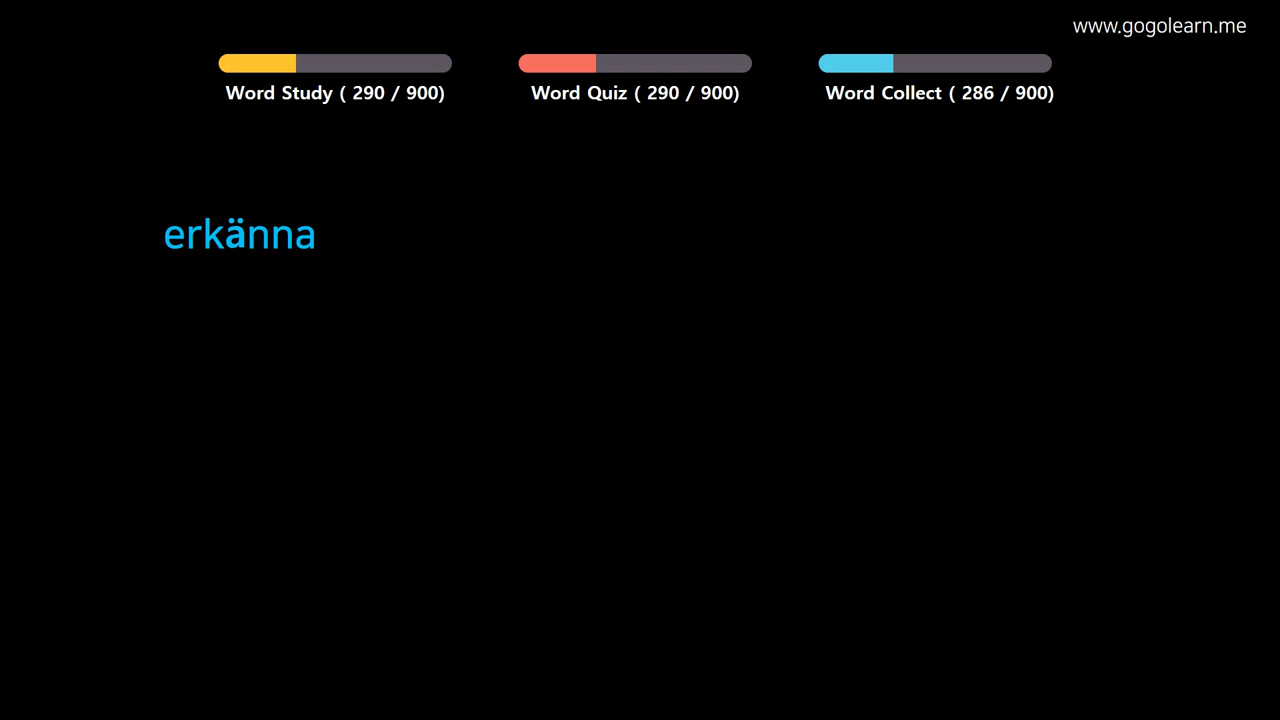 www.gogolearn.me
Word Study ( 290 / 900)
Word Quiz ( 290 / 900)
Word Collect ( 286 / 900)
erkänna